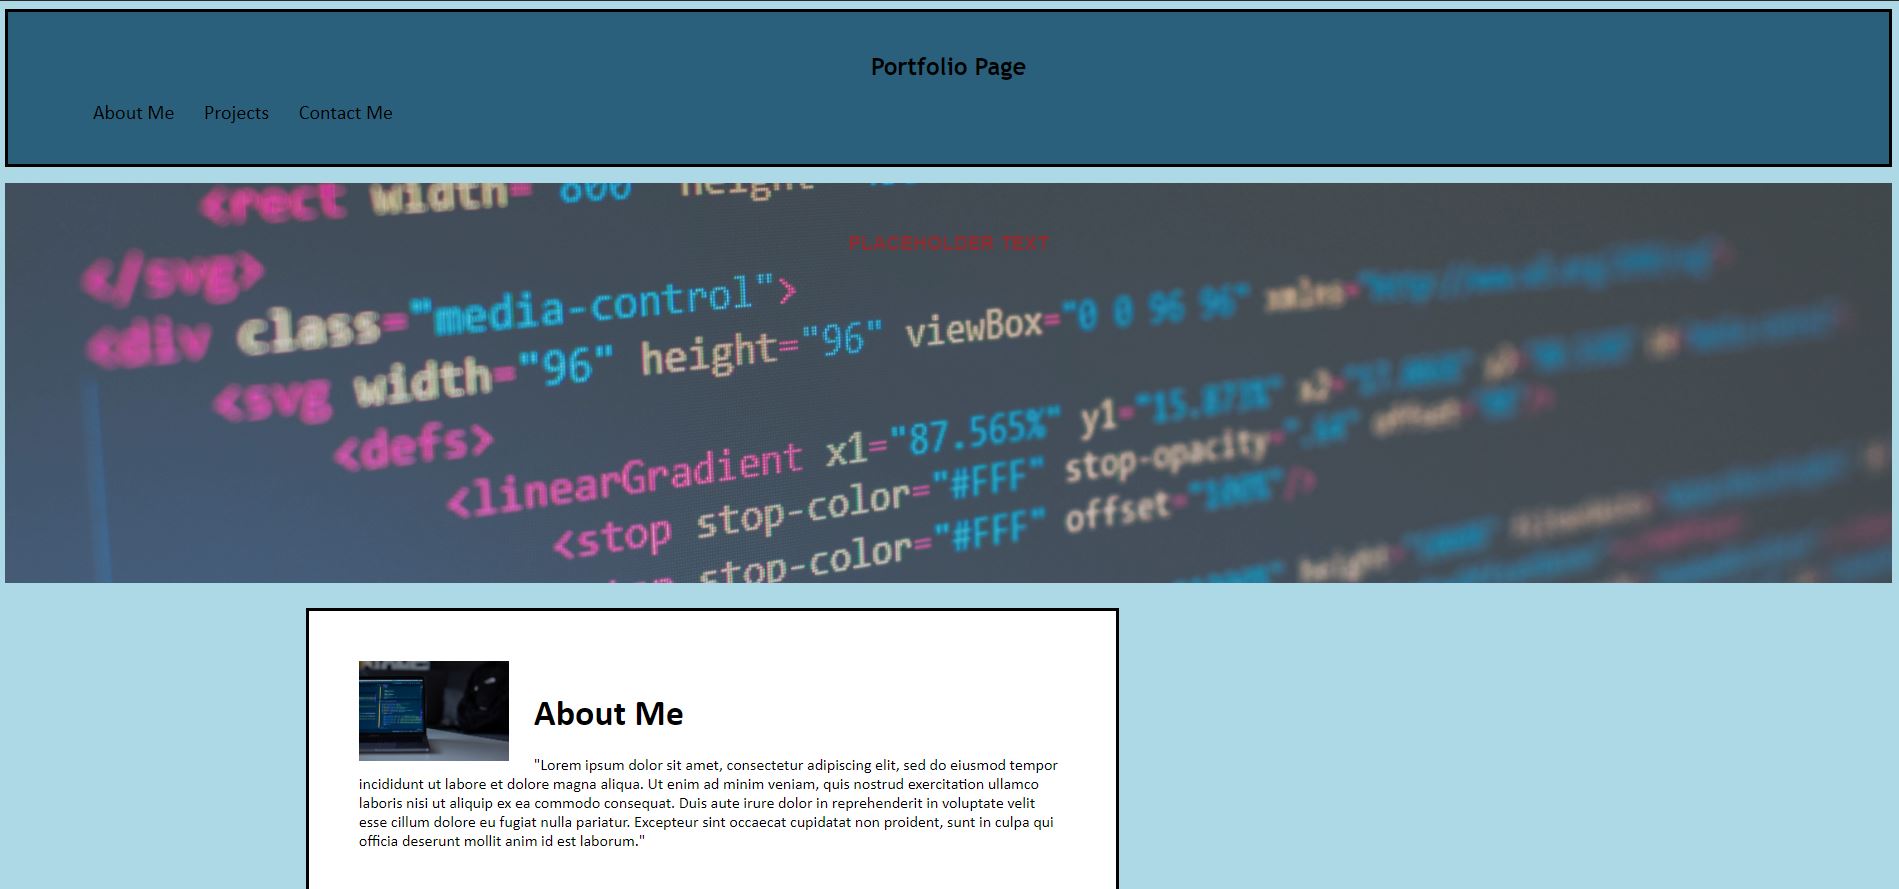 Portfolio Page
About Me Projects Contact Me
<rect width= 800 height
PLACEHOLDER TEXT
</svg>
<div class="media-control">
<svg width="96" height="96" viewBox="0 0 96 96" xmlns=
<defs>
<linearGradient x1="87.565%" y1="15.873%" x2=
<stop stop-color="#FFF" stop-opacity= offset=
stop-color="#FFF" offset="100%"/>
height=
About Me
"Lorem ipsum dolor sit amet, consectetur adipiscing elit, sed do eiusmod tempor
incididunt ut labore et dolore magna aliqua. Ut enim ad minim veniam, quis nostrud exercitation ullamco
laboris nisi ut aliquip ex ea commodo consequat. Duis aute irure dolor in reprehenderit in voluptate velit
esse cillum dolore eu fugiat nulla pariatur. Excepteur sint occaecat cupidatat non proident, sunt in culpa qui
officia deserunt mollit anim id est laborum."